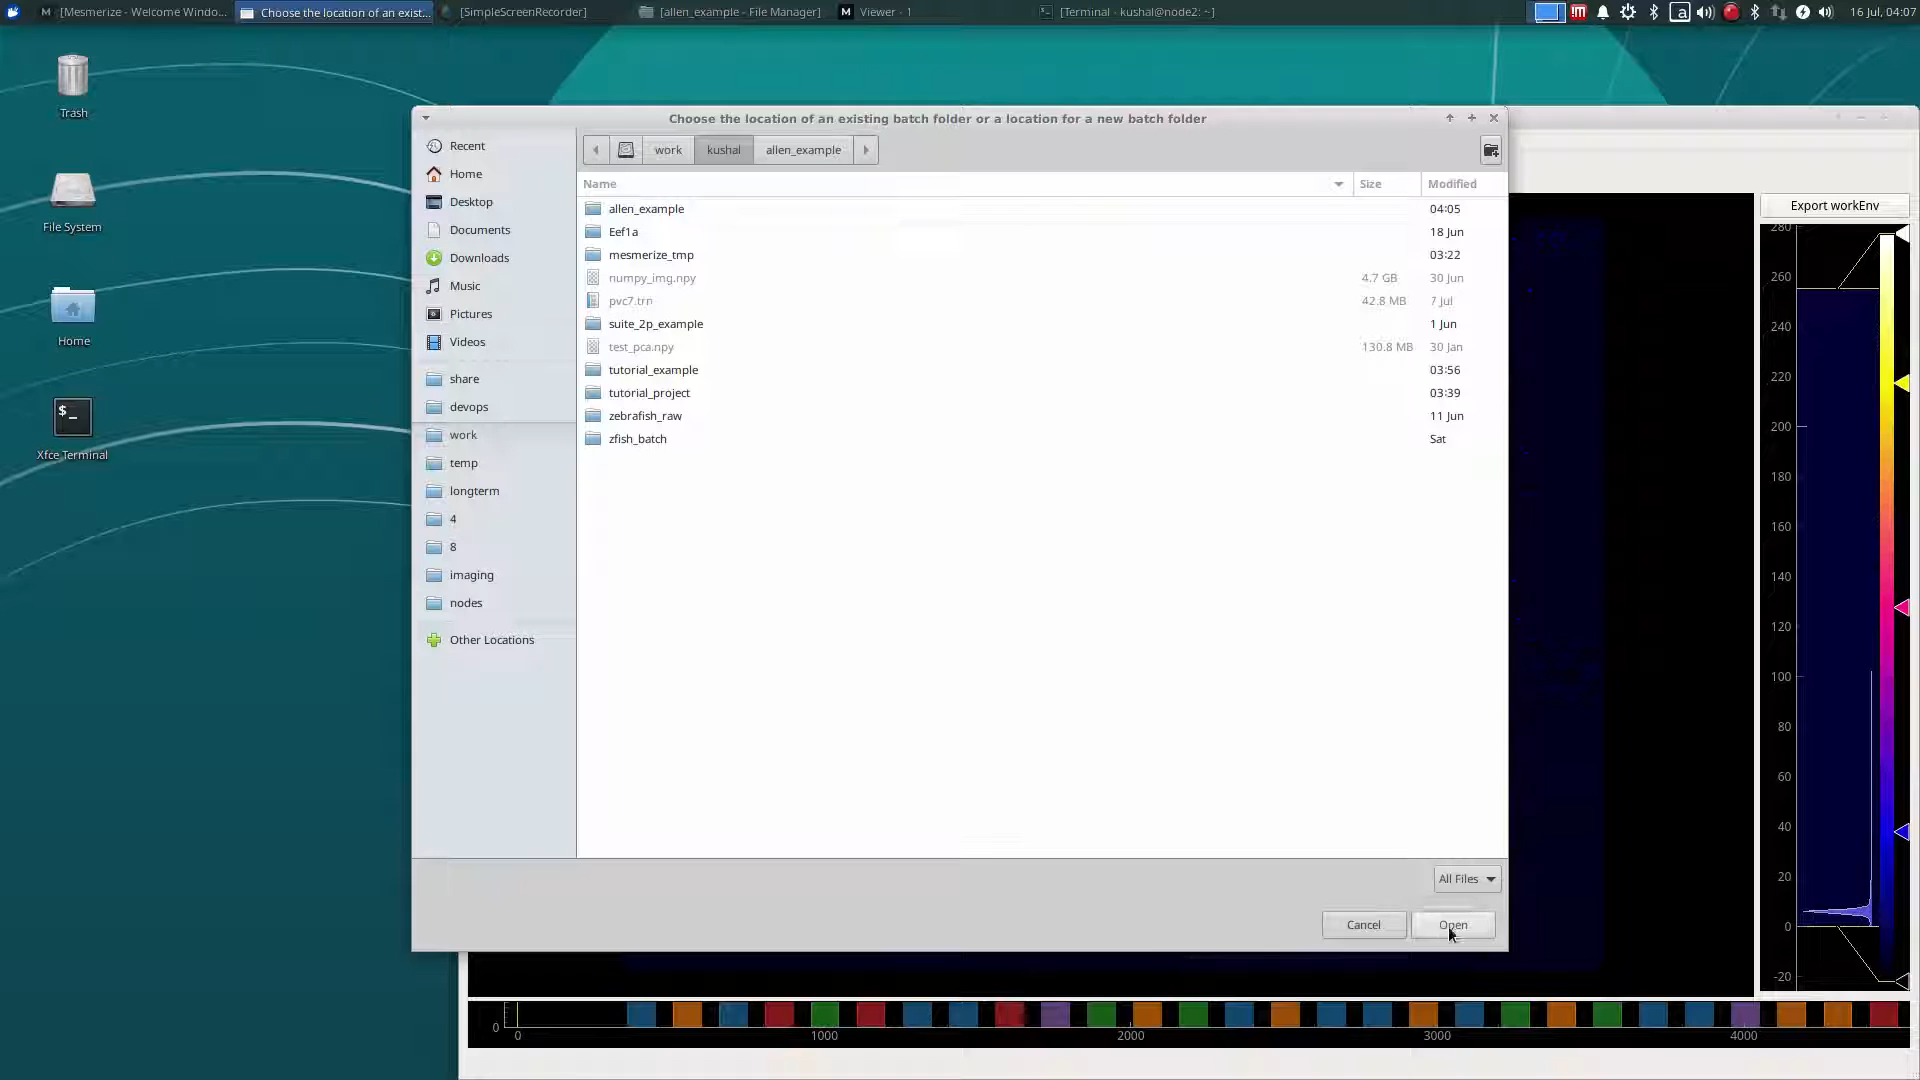 [Mesmerize - Welcome Windo...
Choose the location of an exist...
[SimpleScreenRecorder]
[allen_example - File Manager]
M Viewer - 1
[Terminal - kushal@node2: ~]
16 Jul, 04:07
Trash
File System
Home
$ _
Xfce Terminal
Choose the location of an existing batch folder or a location for a new batch folder
Recent
Home
Desktop
Documents
Downloads
Music
Pictures
Videos
share
devops
work
temp
longterm
4
8
imaging
nodes
Other Locations
work kushal allen_example
Name Size Modified
allen_example 04:05
Eef1a 18 Jun
mesmerize_tmp 03:22
numpy_img.npy 4.7 GB 30 Jun
pvc7.trn 42.8 MB 7 Jul
suite_2p_example 1 Jun
test_pca.npy 130.8 MB 30 Jan
tutorial_example 03:56
tutorial_project 03:39
zebrafish_raw 11 Jun
zfish_batch Sat
All Files
Cancel Open
Export workEnv
280
260
240
220
200
180
160
140
120
100
80
60
40
20
0
-20
0
0 1000 2000 3000 4000